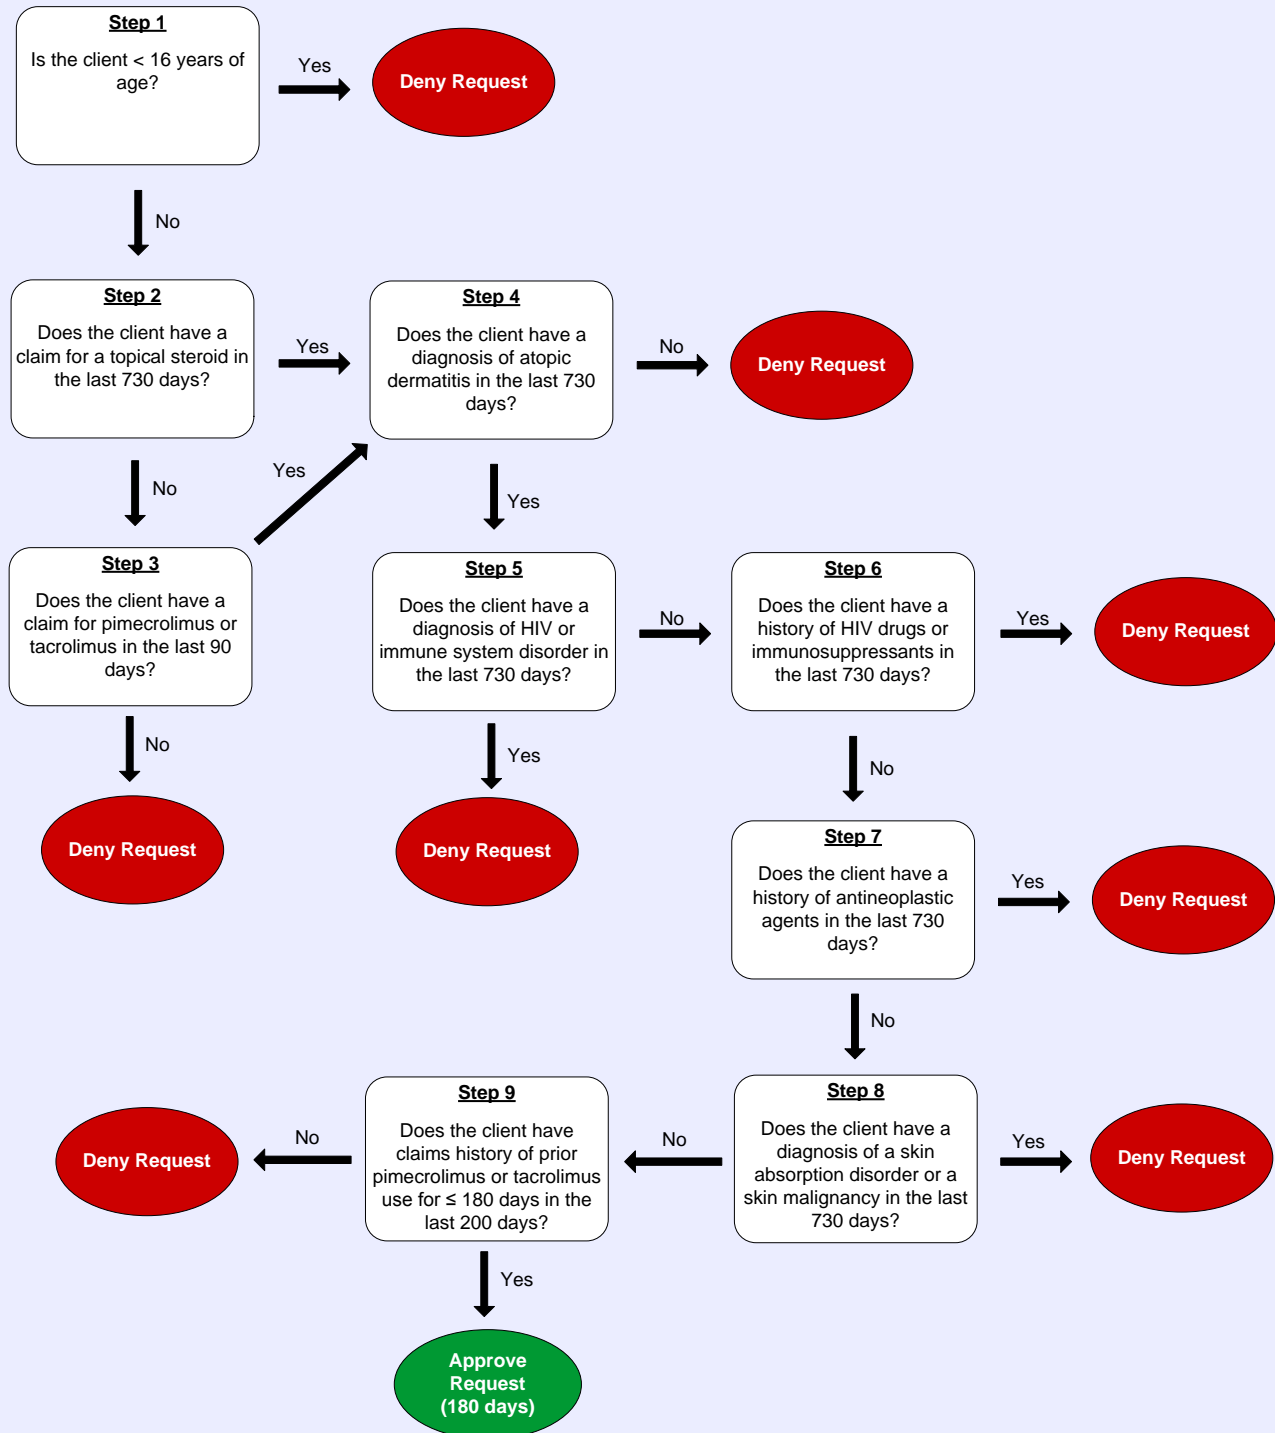 Step 1
Is the client < 16 years of
age?
Yes
Deny Request
No
Step 2
Does the client have a
claim for a topical steroid in
the last 730 days?
Yes
Step 4
Does the client have a
diagnosis of atopic
dermatitis in the last 730
days?
No
Deny Request
No
Yes
Yes
Step 3
Does the client have a
claim for pimecrolimus or
tacrolimus in the last 90
days?
No
Deny Request
Step 5
Does the client have a
diagnosis of HIV or
immune system disorder in
the last 730 days?
No
Yes
Deny Request
Step 6
Does the client have a
history of HIV drugs or
immunosuppressants in
the last 730 days?
Yes
Deny Request
No
Step 7
Does the client have a
history of antineoplastic
agents in the last 730
days?
Yes
Deny Request
No
Step 8
Does the client have a
diagnosis of a skin
absorption disorder or a
skin malignancy in the last
730 days?
Yes
Deny Request
No
Step 9
Does the client have
claims history of prior
pimecrolimus or tacrolimus
use for ≤ 180 days in the
last 200 days?
No
Deny Request
Yes
Approve
Request
(180 days)